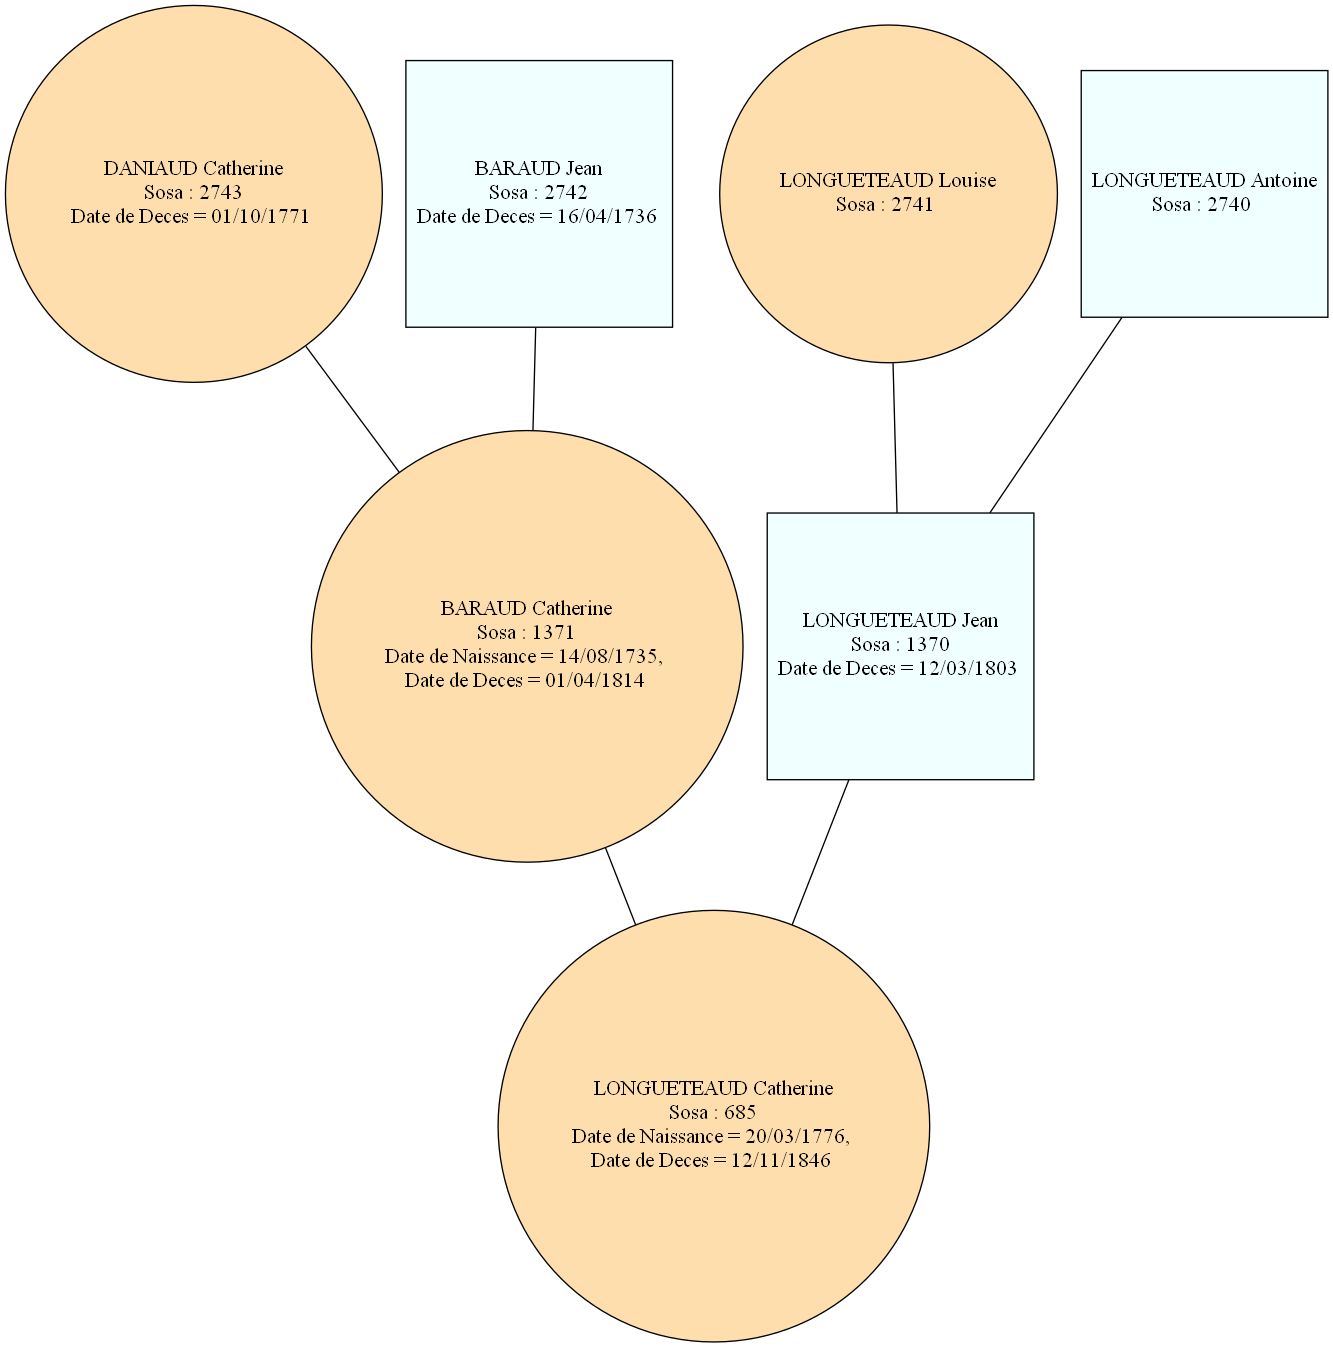 DANIAUD Catherine
Sosa : 2743
Date de Deces = 01/10/1771
BARAUD Jean
Sosa : 2742
Date de Deces = 16/04/1736
LONGUETEAUD Louise
Sosa : 2741
LONGUETEAUD Antoine
Sosa : 2740
BARAUD Catherine
Sosa : 1371
Date de Naissance = 14/08/1735,
Date de Deces = 01/04/1814
LONGUETEAUD Jean
Sosa : 1370
Date de Deces = 12/03/1803
LONGUETEAUD Catherine
Sosa : 685
Date de Naissance = 20/03/1776,
Date de Deces = 12/11/1846